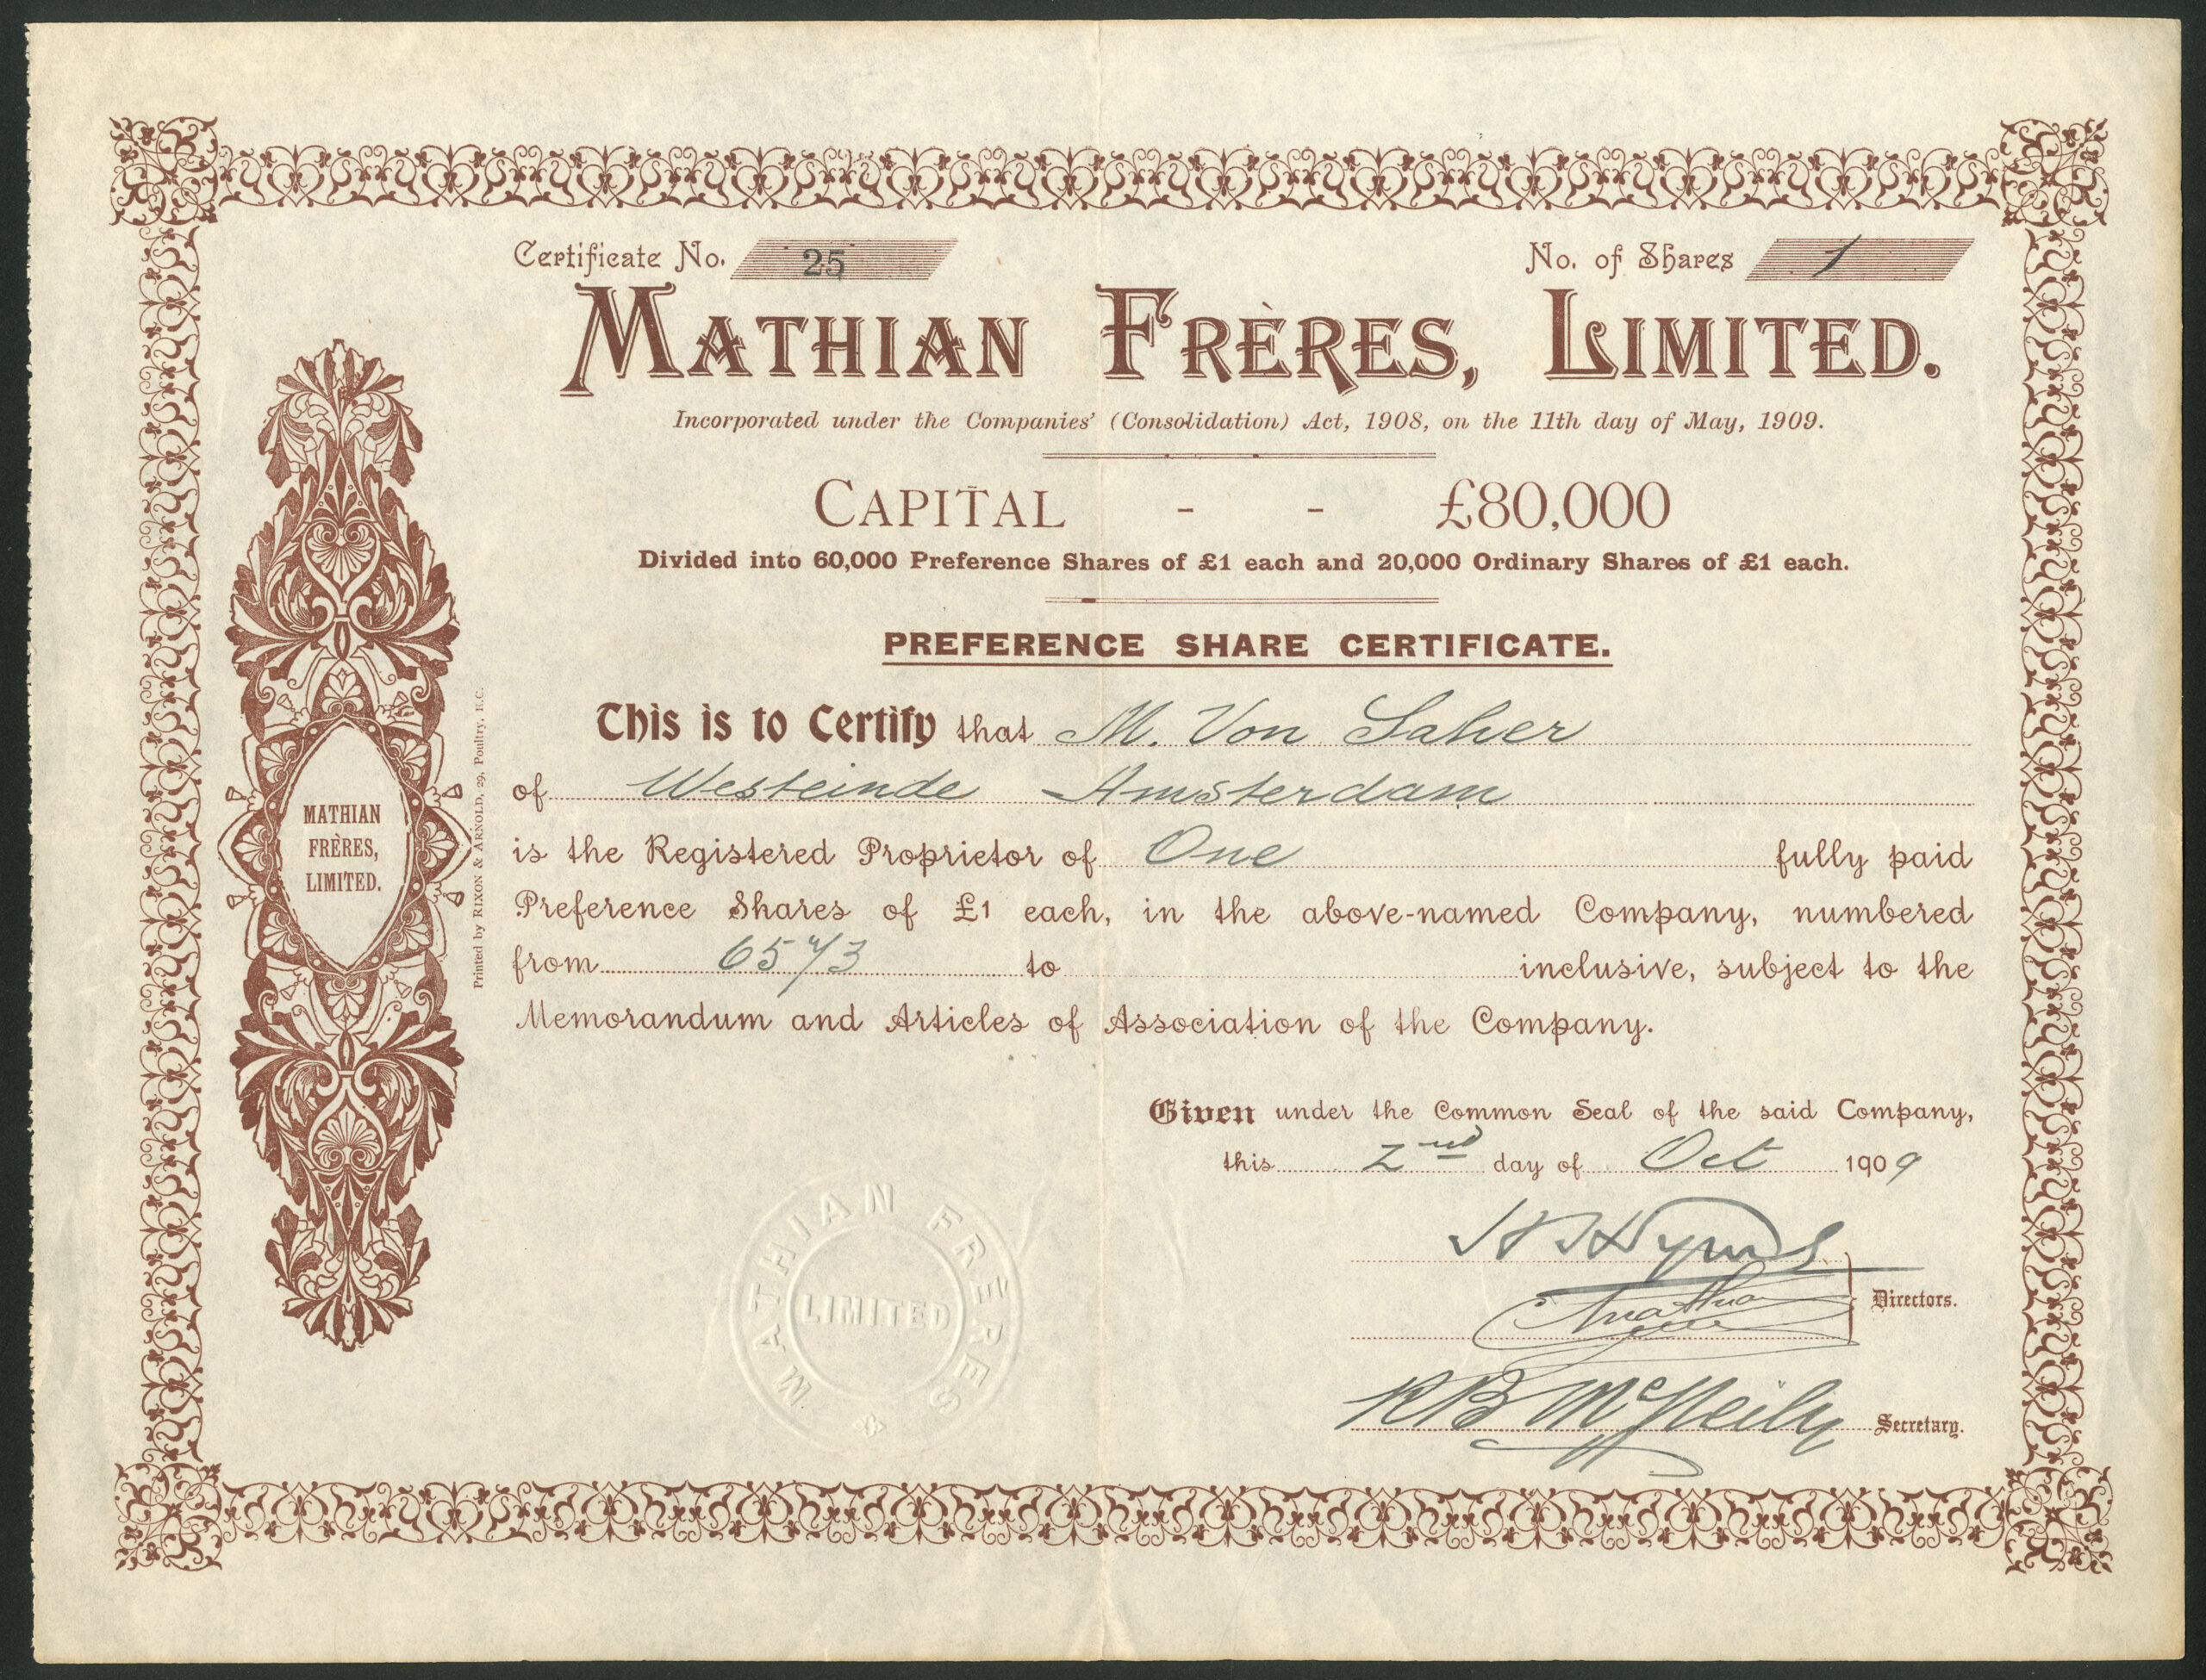 Certificate No. 25
No. of Shares 1
MATHIAN FRÈRES, LIMITED.
Incorporated under the Companies' (Consolidation) Act, 1908, on the 11th day of May, 1909.
CAPITAL - - £80,000
Divided into 60,000 Preference Shares of £1 each and 20,000 Ordinary Shares of £1 each.
PREFERENCE SHARE CERTIFICATE.
This is to Certify that M. Von Saher
of Westeinde Amsterdam
is the Registered Proprietor of One fully paid
Preference Shares of £1 each, in the above-named Company, numbered
from 6573 to inclusive, subject to the
Memorandum and Articles of Association of the Company.
Given under the Common Seal of the said Company,
this 2nd day of Oct 1909
Directors.
R B McNeily Secretary.
MATHIAN
FRÈRES,
LIMITED.
Printed by RIXON & ARNOLD, 29, Poultry, E.C.
MATHIAN FRÈRES
LIMITED